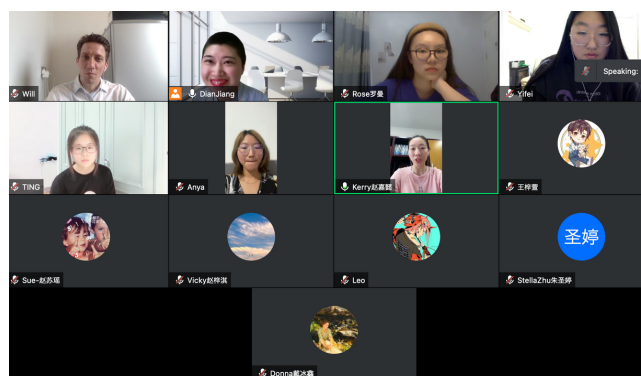 Will
DianJiang
Rose罗曼
Yifei
Speaking:
TING
Anya
Kerry赵嘉懿
王梓萱
Sue-赵苏瑶
Vicky赵梓淇
Leo
圣婷
StellaZhu朱圣婷
Donna戴冰鑫